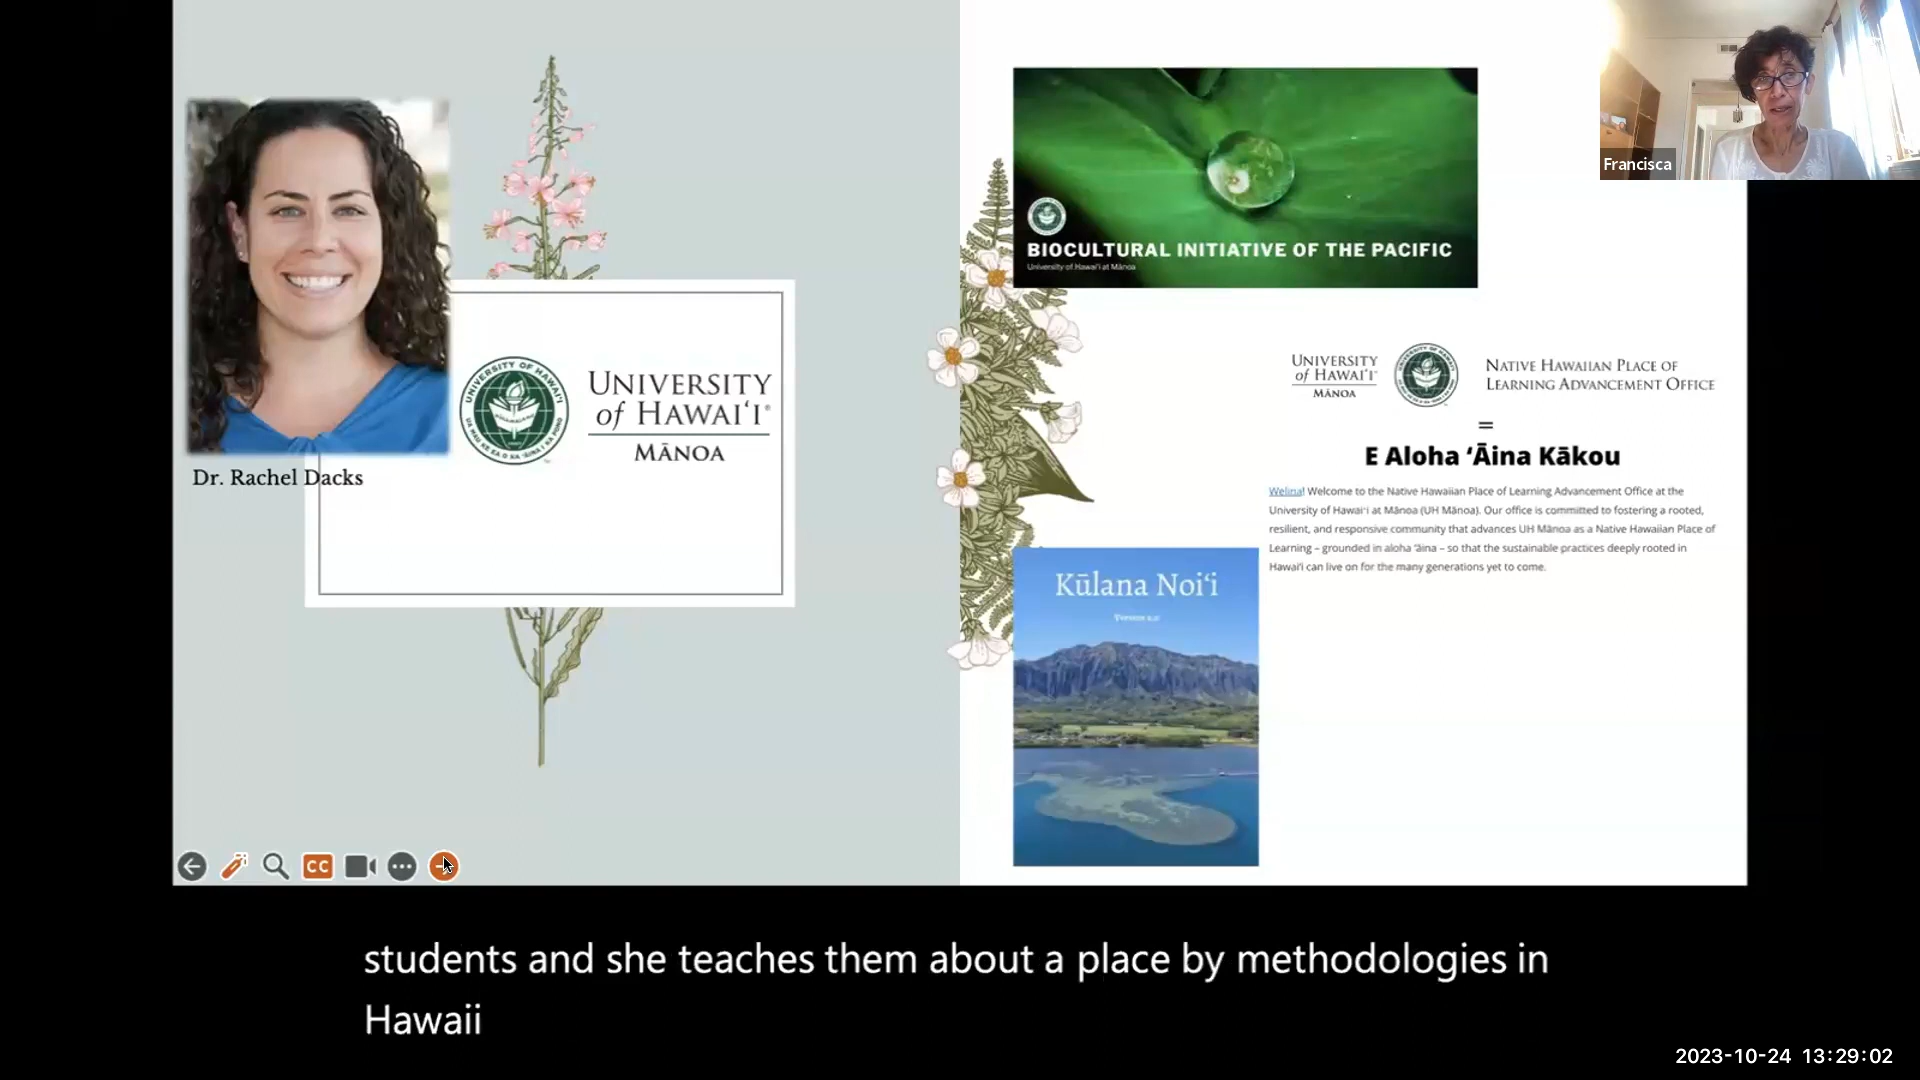 Dr. Rachel Dacks
UNIVERSITY OF HAWAI‘I
UNIVERSITY
of HAWAI‘I®
MĀNOA
BIOCULTURAL INITIATIVE OF THE PACIFIC
University of Hawai‘i at Mānoa
Francisca
UNIVERSITY
of HAWAI‘I
MĀNOA
NATIVE HAWAIIAN PLACE OF
LEARNING ADVANCEMENT OFFICE
=
E Aloha ‘Āina Kākou
Welina! Welcome to the Native Hawaiian Place of Learning Advancement Office at the
University of Hawai‘i at Mānoa (UH Mānoa). Our office is committed to fostering a rooted,
resilient, and responsive community that advances UH Mānoa as a Native Hawaiian Place of
Learning – grounded in aloha ‘āina – so that the sustainable practices deeply rooted in
Hawai‘i can live on for the many generations yet to come.
Kūlana Noi‘i
Version 2.0
CC
students and she teaches them about a place by methodologies in
Hawaii
2023-10-24 13:29:02